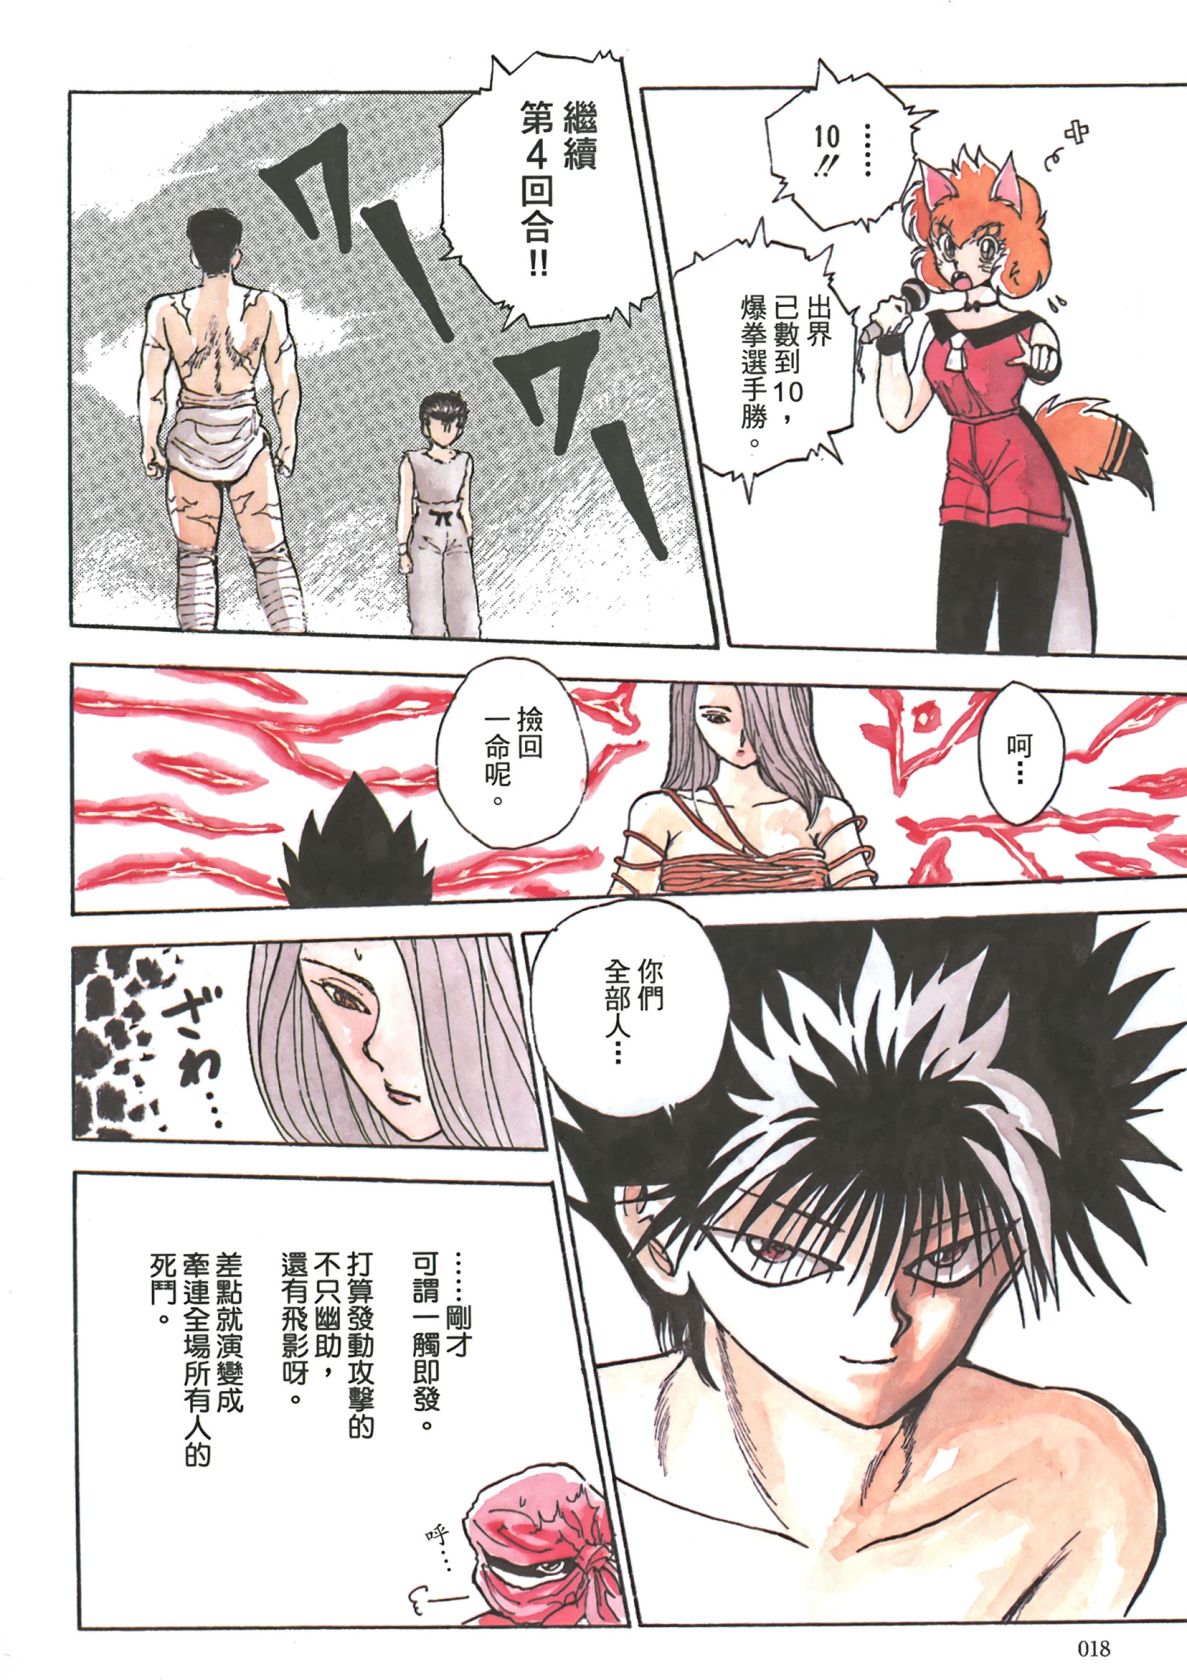 ……
10!!
出界
已數到10，
爆拳選手勝。
繼續
第4回合!!
ワーワー
呵…
撿回
一命呢。
你們
全部人…
ざわ…
……剛才
可謂一觸即發。
打算發動攻擊的
不只幽助，
還有飛影呀。
差點就演變成
牽連全場所有人的
死鬥。
呼…
018